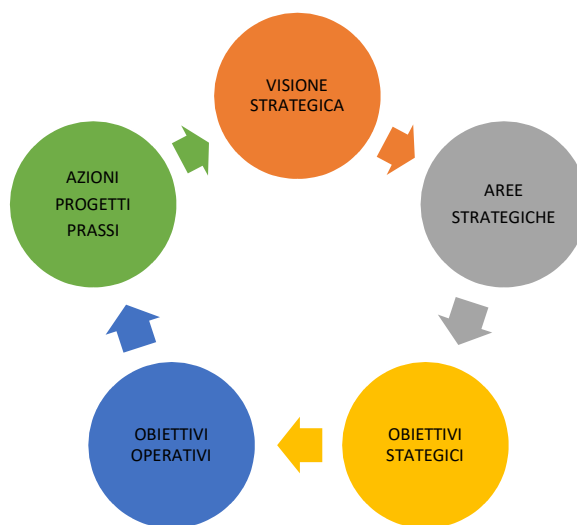 VISIONE
STRATEGICA
AREE
STRATEGICHE
OBIETTIVI
STATEGICI
OBIETTIVI
OPERATIVI
AZIONI
PROGETTI
PRASSI